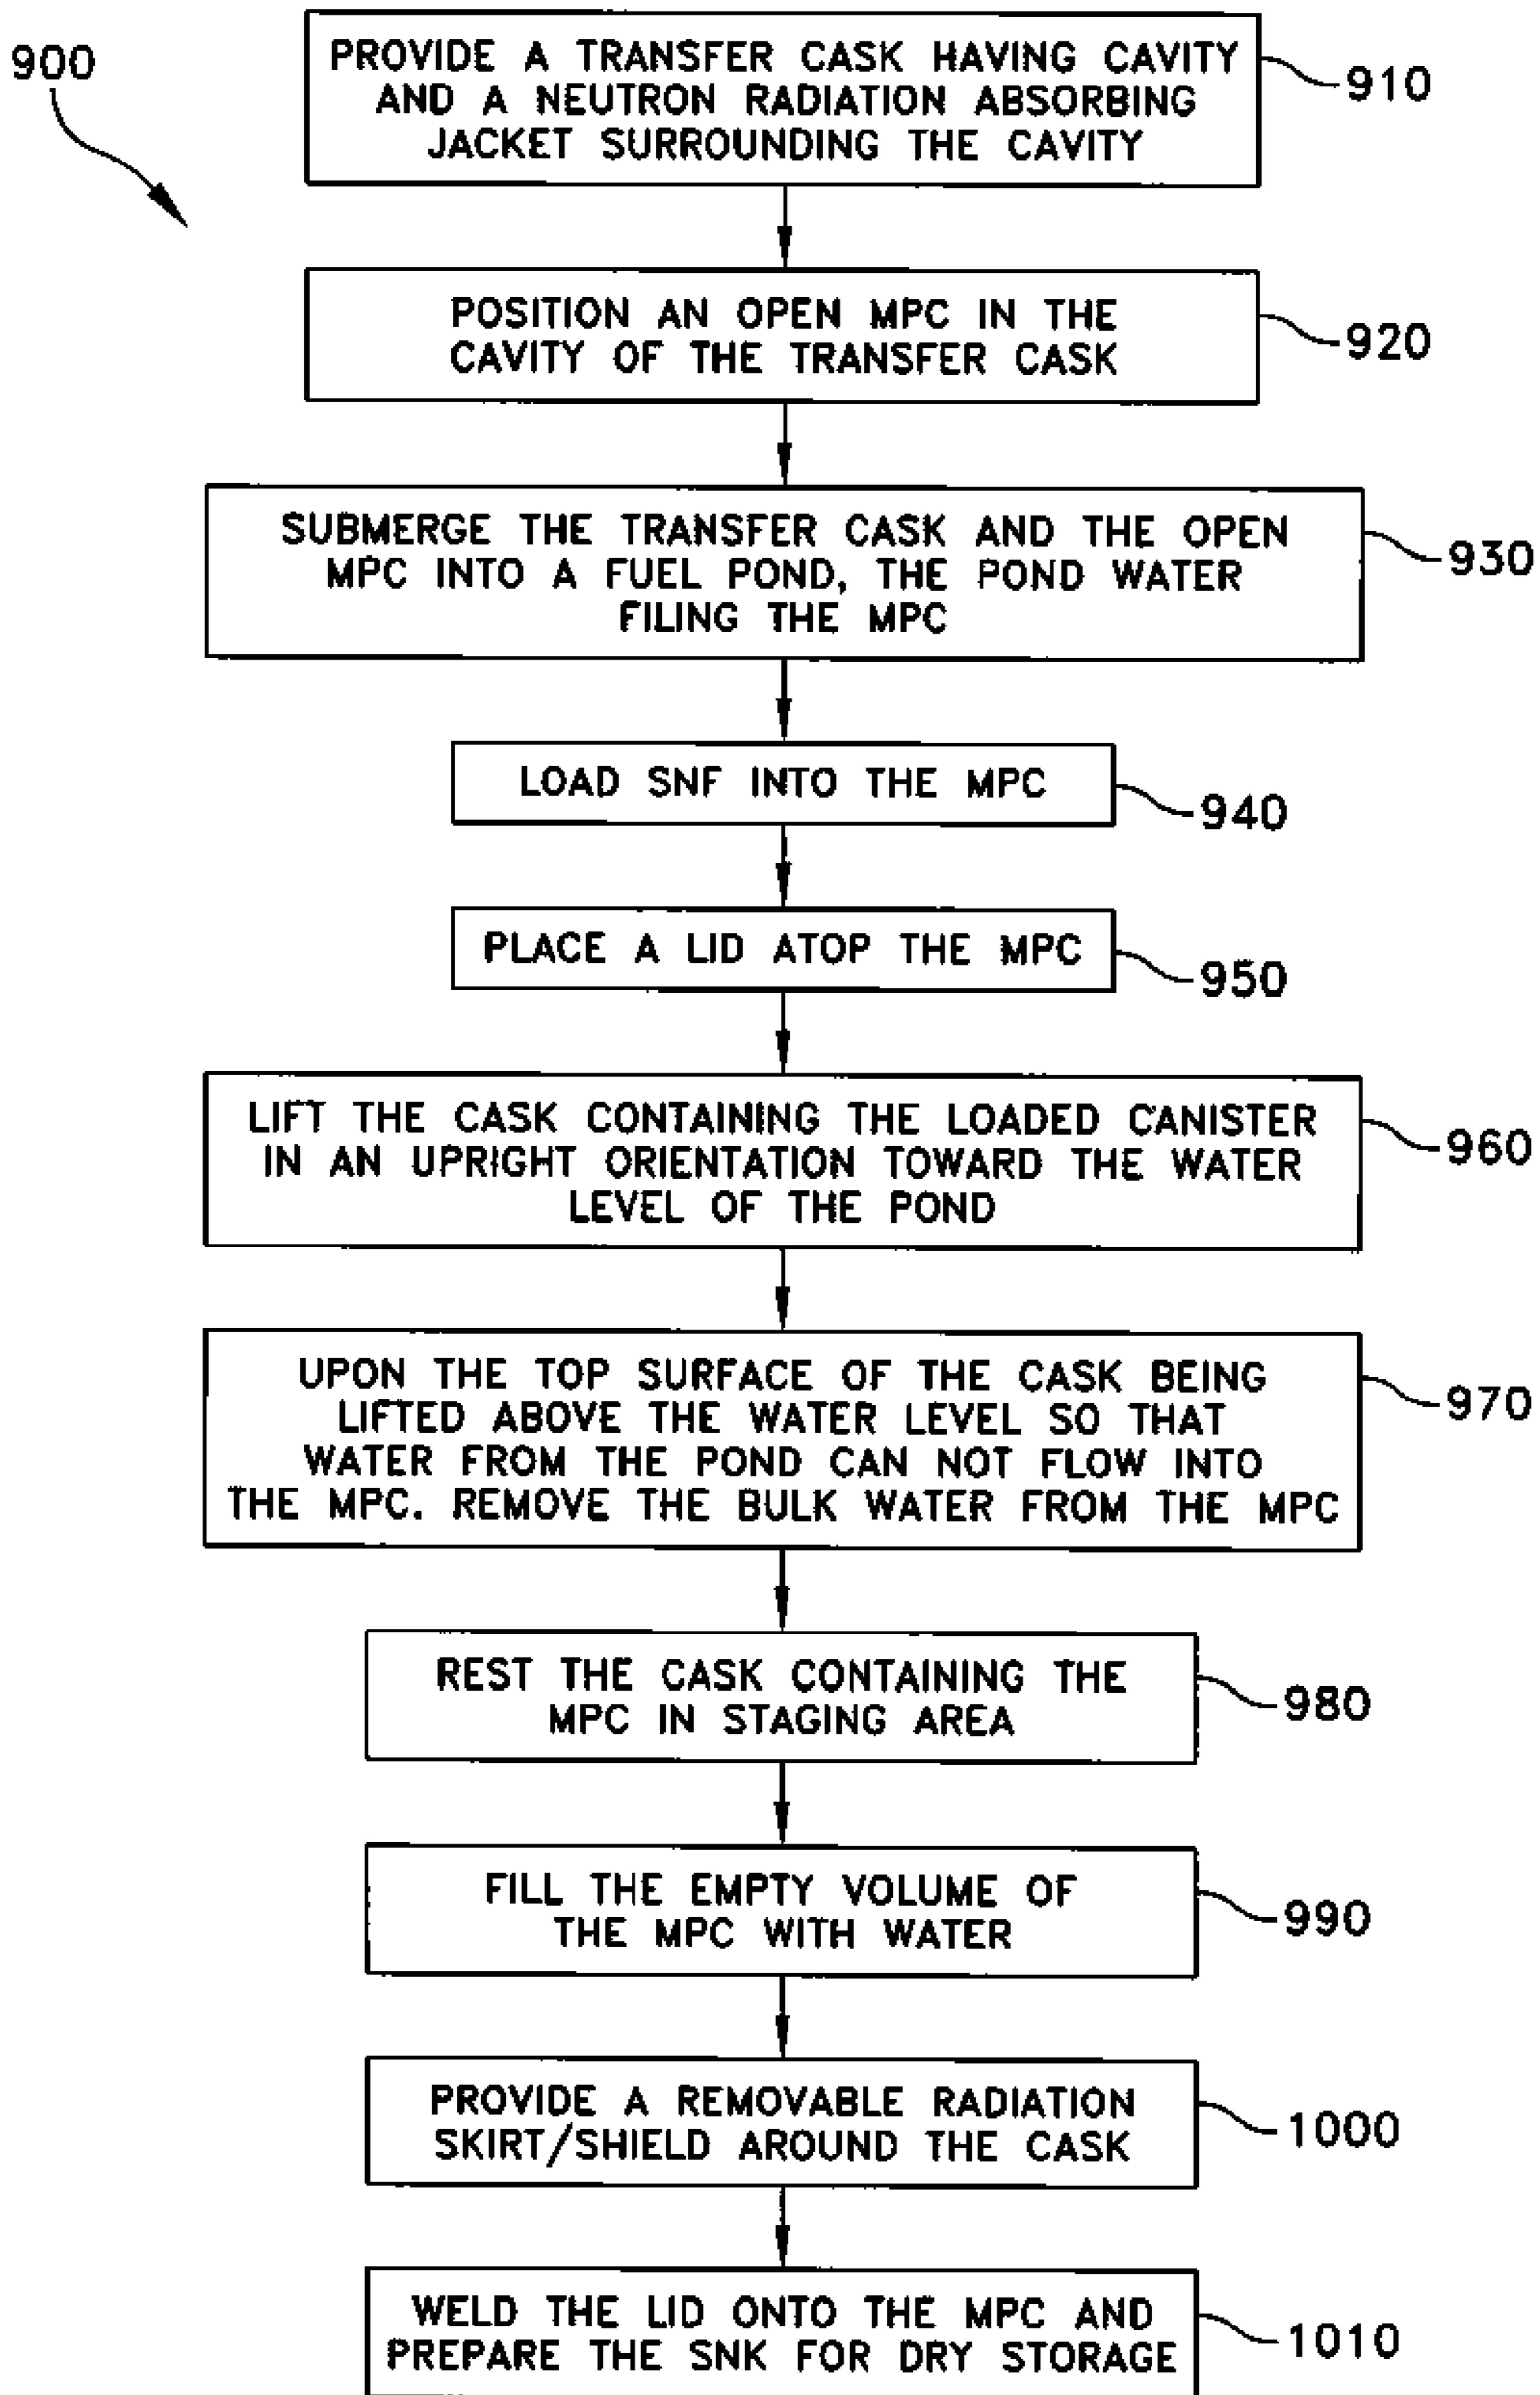 900
PROVIDE A TRANSFER CASK HAVING CAVITY
AND A NEUTRON RADIATION ABSORBING
JACKET SURROUNDING THE CAVITY
910
POSITION AN OPEN MPC IN THE
CAVITY OF THE TRANSFER CASK
920
SUBMERGE THE TRANSFER CASK AND THE OPEN
MPC INTO A FUEL POND, THE POND WATER
FILING THE MPC
930
LOAD SNF INTO THE MPC
940
PLACE A LID ATOP THE MPC
950
LIFT THE CASK CONTAINING THE LOADED CANISTER
IN AN UPRIGHT ORIENTATION TOWARD THE WATER
LEVEL OF THE POND
960
UPON THE TOP SURFACE OF THE CASK BEING
LIFTED ABOVE THE WATER LEVEL SO THAT
WATER FROM THE POND CAN NOT FLOW INTO
THE MPC. REMOVE THE BULK WATER FROM THE MPC
970
REST THE CASK CONTAINING THE
MPC IN STAGING AREA
980
FILL THE EMPTY VOLUME OF
THE MPC WITH WATER
990
PROVIDE A REMOVABLE RADIATION
SKIRT/SHIELD AROUND THE CASK
1000
WELD THE LID ONTO THE MPC AND
PREPARE THE SNK FOR DRY STORAGE
1010